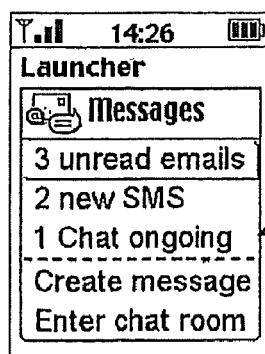 14:26
Launcher
Messages
3 unread emails
2 new SMS
1 Chat ongoing
Create message
Enter chat room